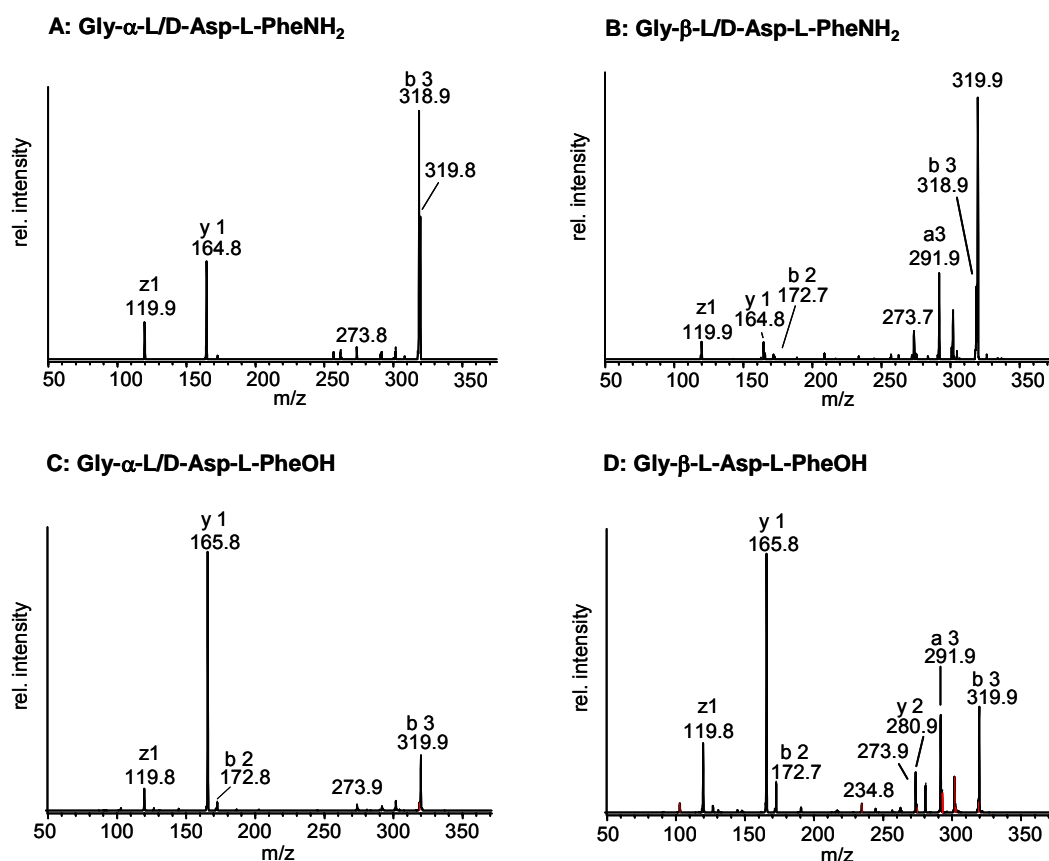 A: Gly-α-L/D-Asp-L-PheNH₂
rel. intensity
b 3
318.9
319.8
y 1
164.8
z1
119.9
273.8
50 100 150 200 250 300 350
m/z
B: Gly-β-L/D-Asp-L-PheNH₂
rel. intensity
319.9
b 3
318.9
a3
291.9
b 2
172.7
y 1
164.8
z1
119.9
273.7
50 100 150 200 250 300 350
m/z
C: Gly-α-L/D-Asp-L-PheOH
rel. intensity
y 1
165.8
b 3
319.9
z1
119.8
b 2
172.8
273.9
50 100 150 200 250 300 350
m/z
D: Gly-β-L-Asp-L-PheOH
rel. intensity
y 1
165.8
a 3
291.9
b 3
319.9
y 2
280.9
z1
119.8
b 2
172.7
273.9
234.8
50 100 150 200 250 300 350
m/z